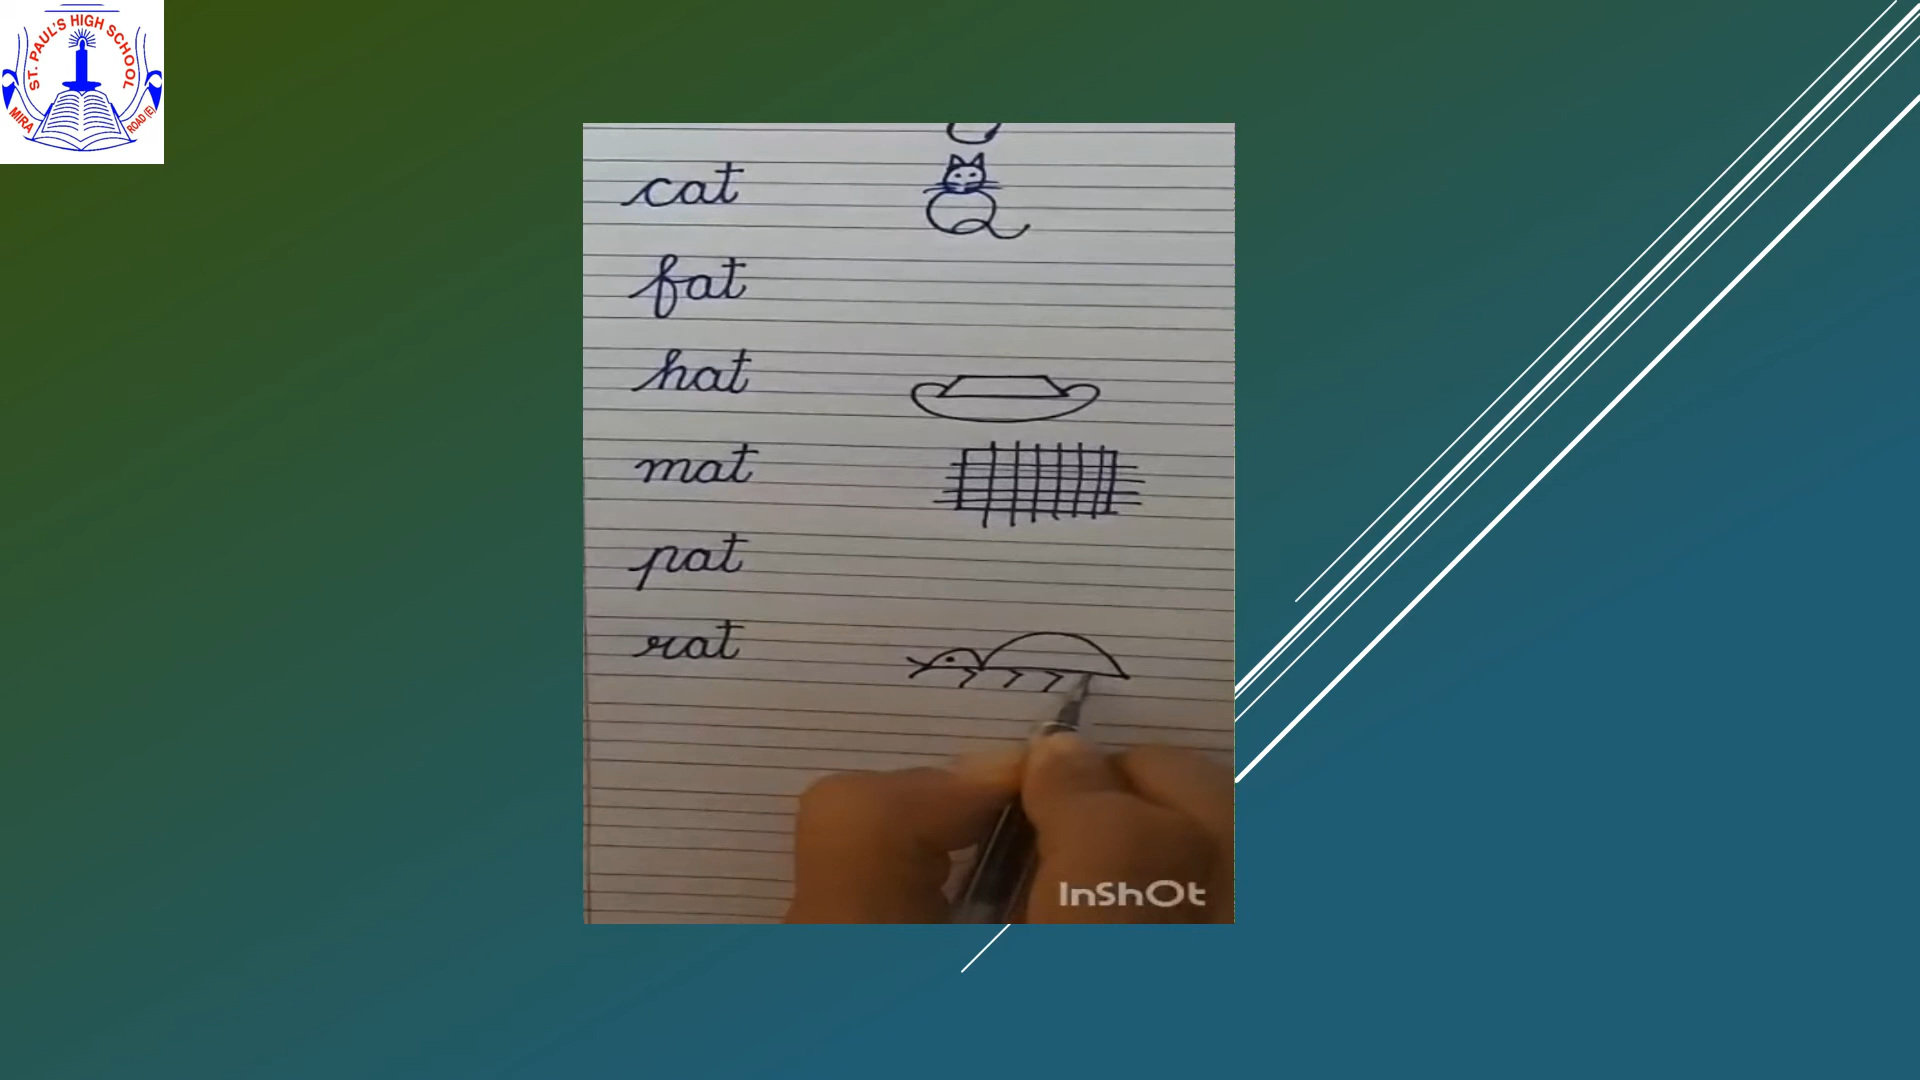 ST. PAUL'S HIGH SCHOOL
MIRA ROAD (E)
cat
fat
hat
mat
pat
rat
InShOt